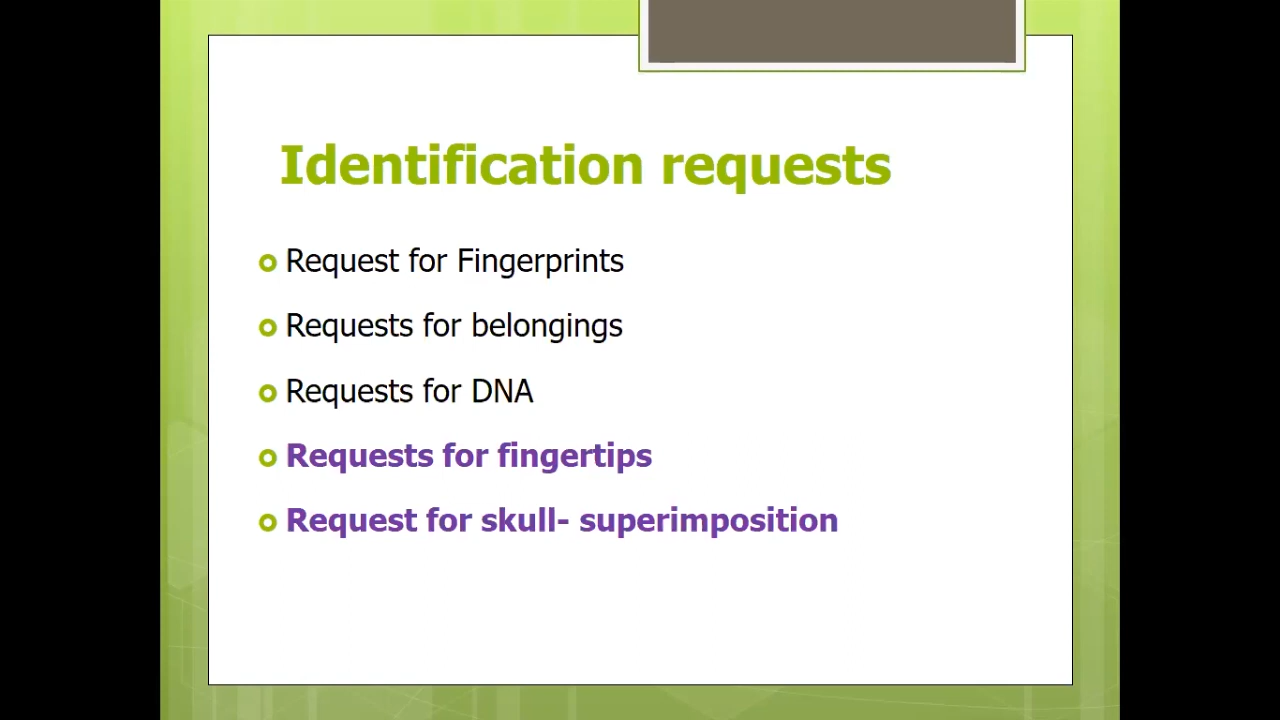 Identification requests
Request for Fingerprints
Requests for belongings
Requests for DNA
Requests for fingertips
Request for skull- superimposition